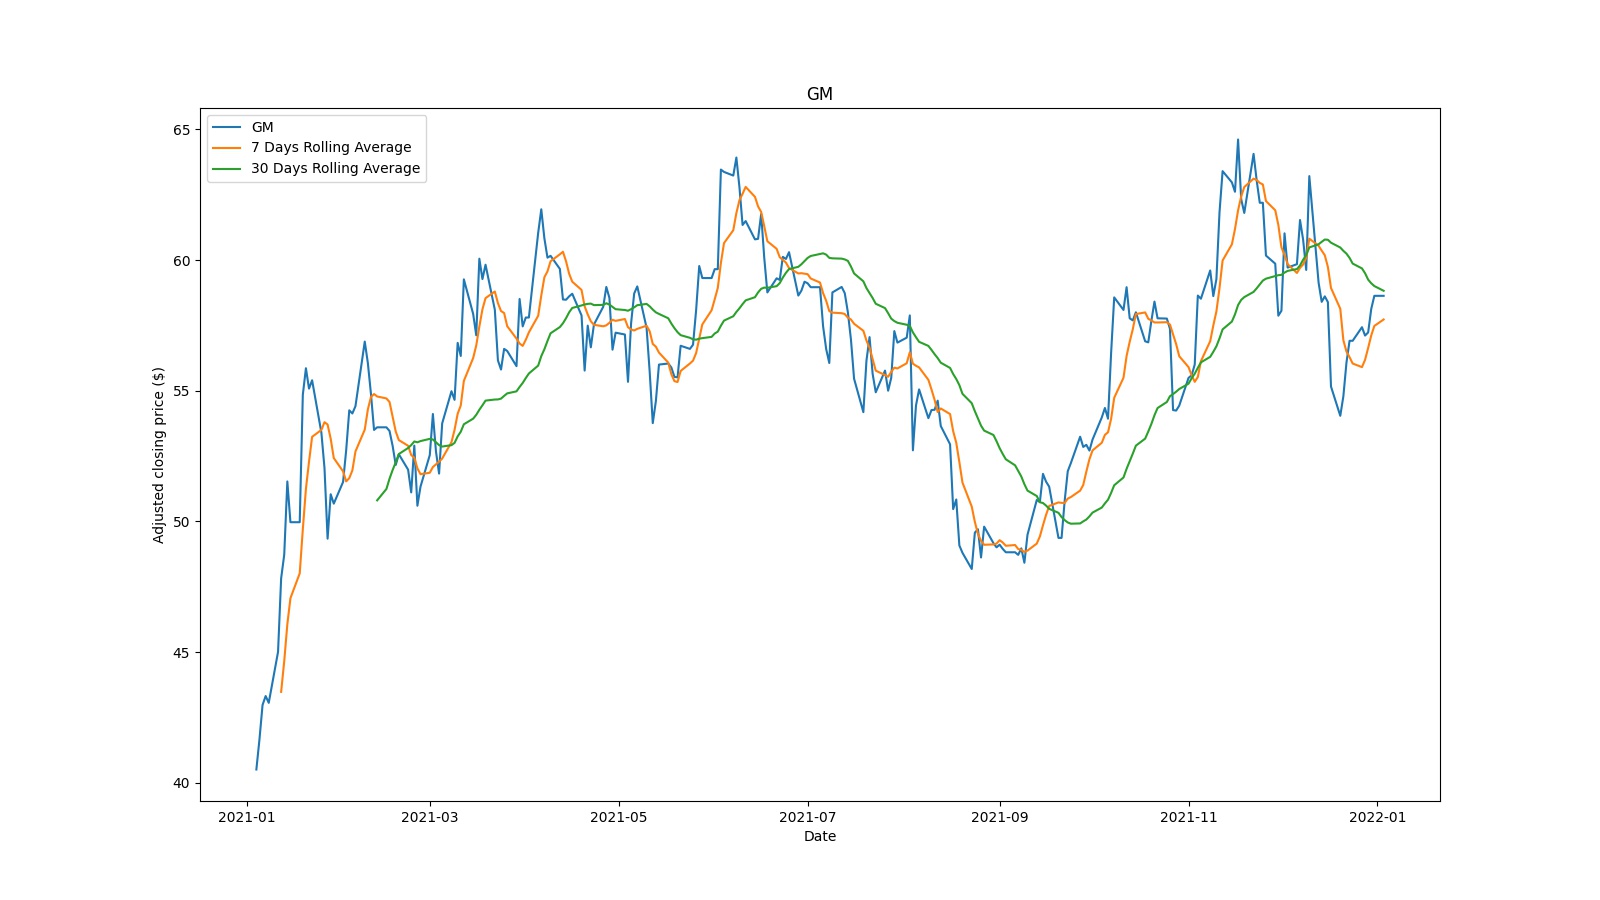 GM
GM
7 Days Rolling Average
30 Days Rolling Average
65
60
55
50
45
40
Adjusted closing price ($)
2021-01 2021-03 2021-05 2021-07 2021-09 2021-11 2022-01
Date